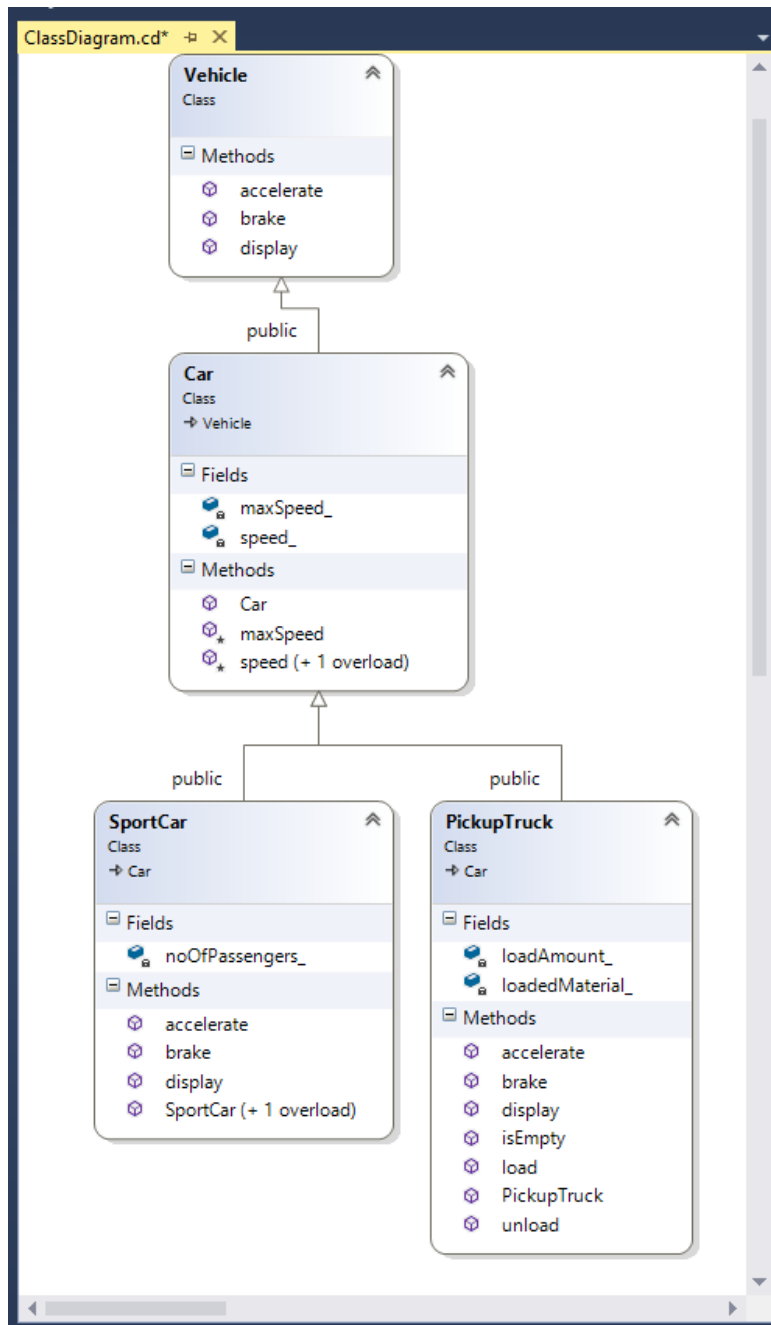 ClassDiagram.cd*
Vehicle
Class
Methods
accelerate
brake
display
public
Car
Class
Vehicle
Fields
maxSpeed_
speed_
Methods
Car
maxSpeed
speed (+ 1 overload)
public
public
SportCar
Class
Car
Fields
noOfPassengers_
Methods
accelerate
brake
display
SportCar (+ 1 overload)
PickupTruck
Class
Car
Fields
loadAmount_
loadedMaterial_
Methods
accelerate
brake
display
isEmpty
load
PickupTruck
unload